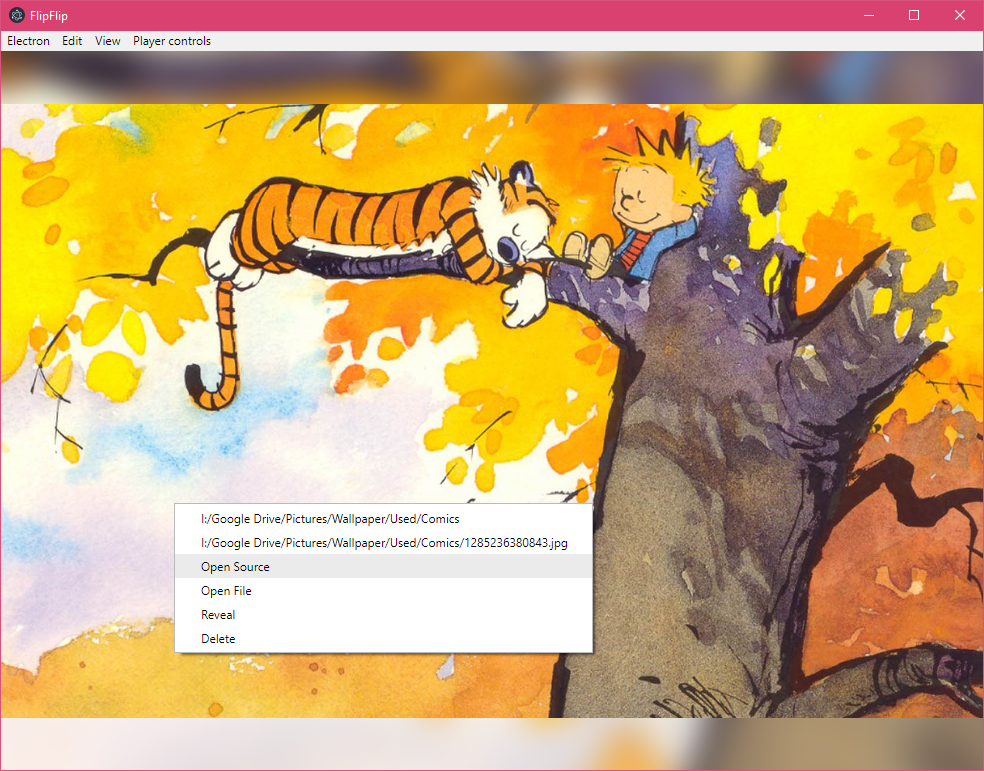 FlipFlip
Electron Edit View Player controls
I:/Google Drive/Pictures/Wallpaper/Used/Comics
I:/Google Drive/Pictures/Wallpaper/Used/Comics/1285236380843.jpg
Open Source
Open File
Reveal
Delete